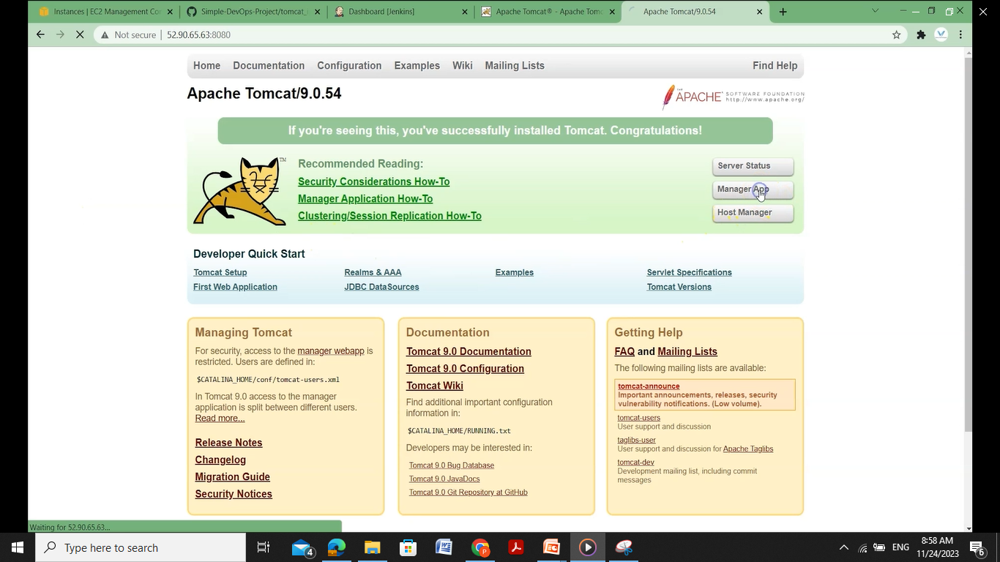 Instances | EC2 Management Con
Simple-DevOps-Project/tomcat_i
Dashboard [Jenkins]
Apache Tomcat® - Apache Tomc
Apache Tomcat/9.0.54
Not secure
52.90.65.63:8080
Home
Documentation
Configuration
Examples
Wiki
Mailing Lists
Find Help
Apache Tomcat/9.0.54
THE
APACHE
SOFTWARE FOUNDATION
http://www.apache.org/
If you're seeing this, you've successfully installed Tomcat. Congratulations!
TM
Recommended Reading:
Security Considerations How-To
Manager Application How-To
Clustering/Session Replication How-To
Server Status
Manager App
Host Manager
Developer Quick Start
Tomcat Setup
First Web Application
Realms & AAA
JDBC DataSources
Examples
Servlet Specifications
Tomcat Versions
Managing Tomcat
For security, access to the manager webapp is
restricted. Users are defined in:
$CATALINA_HOME/conf/tomcat-users.xml
In Tomcat 9.0 access to the manager
application is split between different users.
Read more...
Release Notes
Changelog
Migration Guide
Security Notices
Documentation
Tomcat 9.0 Documentation
Tomcat 9.0 Configuration
Tomcat Wiki
Find additional important configuration
information in:
$CATALINA_HOME/RUNNING.txt
Developers may be interested in:
Tomcat 9.0 Bug Database
Tomcat 9.0 JavaDocs
Tomcat 9.0 Git Repository at GitHub
Getting Help
FAQ and Mailing Lists
The following mailing lists are available:
tomcat-announce
Important announcements, releases, security
vulnerability notifications. (Low volume).
tomcat-users
User support and discussion
taglibs-user
User support and discussion for Apache Taglibs
tomcat-dev
Development mailing list, including commit
messages
Waiting for 52.90.65.63...
Type here to search
4
ENG
8:58 AM
11/24/2023
6